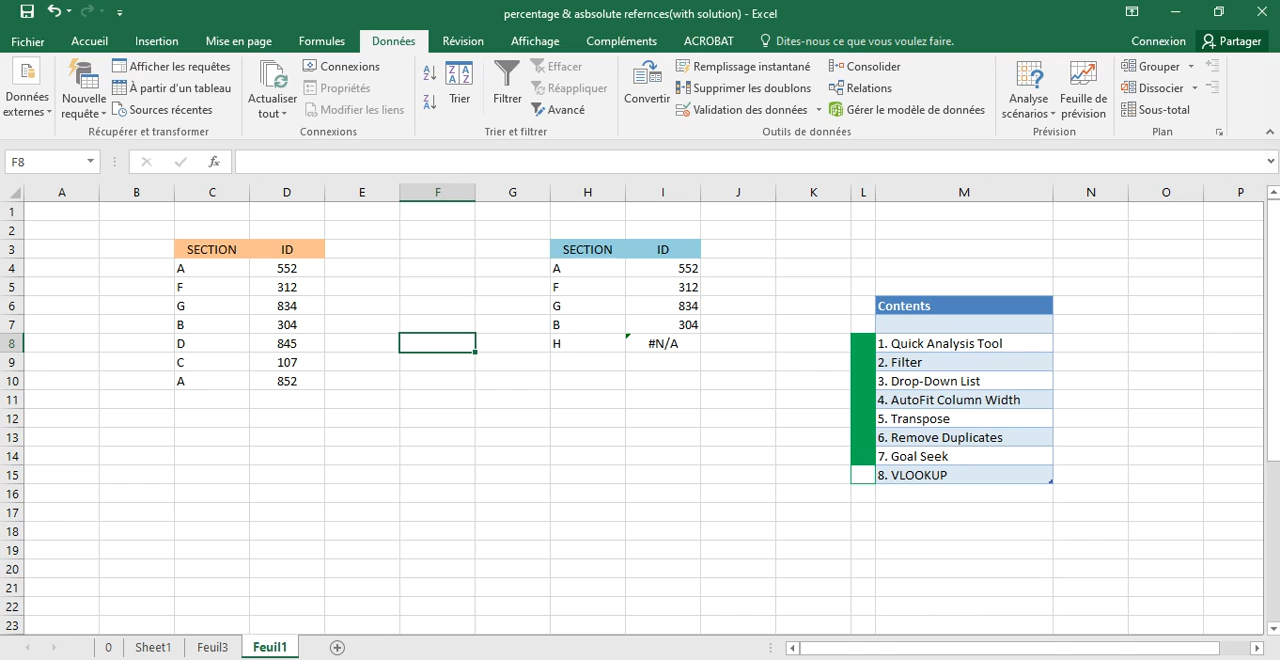 percentage & asbsolute refernces(with solution) - Excel
Fichier Accueil Insertion Mise en page Formules Données Révision Affichage Compléments ACROBAT Dites-nous ce que vous voulez faire. Connexion Partager
Données externes
Nouvelle requête
Afficher les requêtes
À partir d'un tableau
Sources récentes
Récupérer et transformer
Actualiser tout
Connexions
Propriétés
Modifier les liens
Connexions
Trier
Filtrer
Effacer
Réappliquer
Avancé
Trier et filtrer
Convertir
Remplissage instantané
Supprimer les doublons
Validation des données
Consolider
Relations
Gérer le modèle de données
Outils de données
Analyse scénarios
Feuille de prévision
Prévision
Grouper
Dissocier
Sous-total
Plan
F8 fx
A B C D E F G H I J K L M N O P
1
2
3 SECTION ID SECTION ID
4 A 552 A 552
5 F 312 F 312
6 G 834 G 834 Contents
7 B 304 B 304
8 D 845 H #N/A 1. Quick Analysis Tool
9 C 107 2. Filter
10 A 852 3. Drop-Down List
11 4. AutoFit Column Width
12 5. Transpose
13 6. Remove Duplicates
14 7. Goal Seek
15 8. VLOOKUP
16
17
18
19
20
21
22
23
0 Sheet1 Feuil3 Feuil1